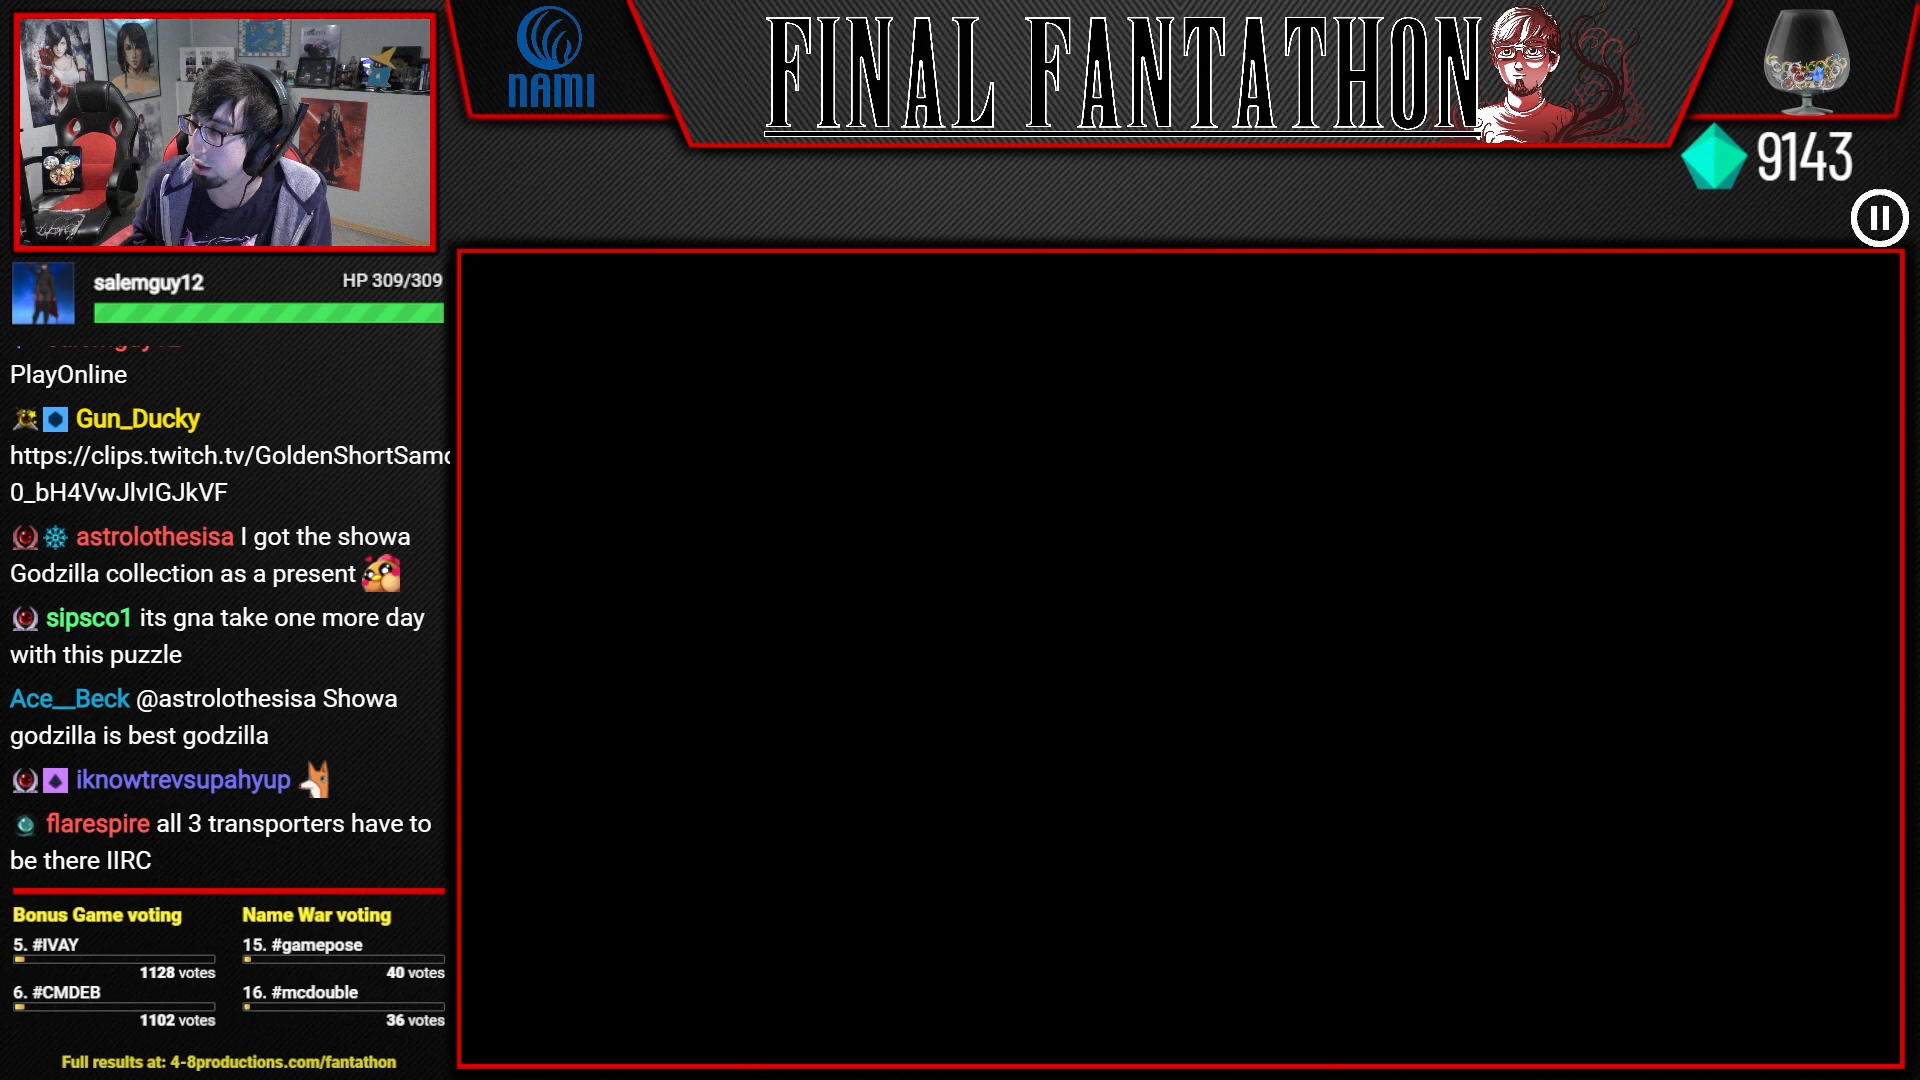 NAMI
FINAL FANTATHON
9143
salemguy12
HP 309/309
PlayOnline
Gun_Ducky
https://clips.twitch.tv/GoldenShortSamo
0_bH4VwJlvIGJkVF
astrolothesisa I got the showa
Godzilla collection as a present
sipsco1 its gna take one more day
with this puzzle
Ace__Beck @astrolothesisa Showa
godzilla is best godzilla
iknowtrevsupahyup
flarespire all 3 transporters have to
be there IIRC
Bonus Game voting
5. #IVAY
1128 votes
6. #CMDEB
1102 votes
Name War voting
15. #gamepose
40 votes
16. #mcdouble
36 votes
Full results at: 4-8productions.com/fantathon